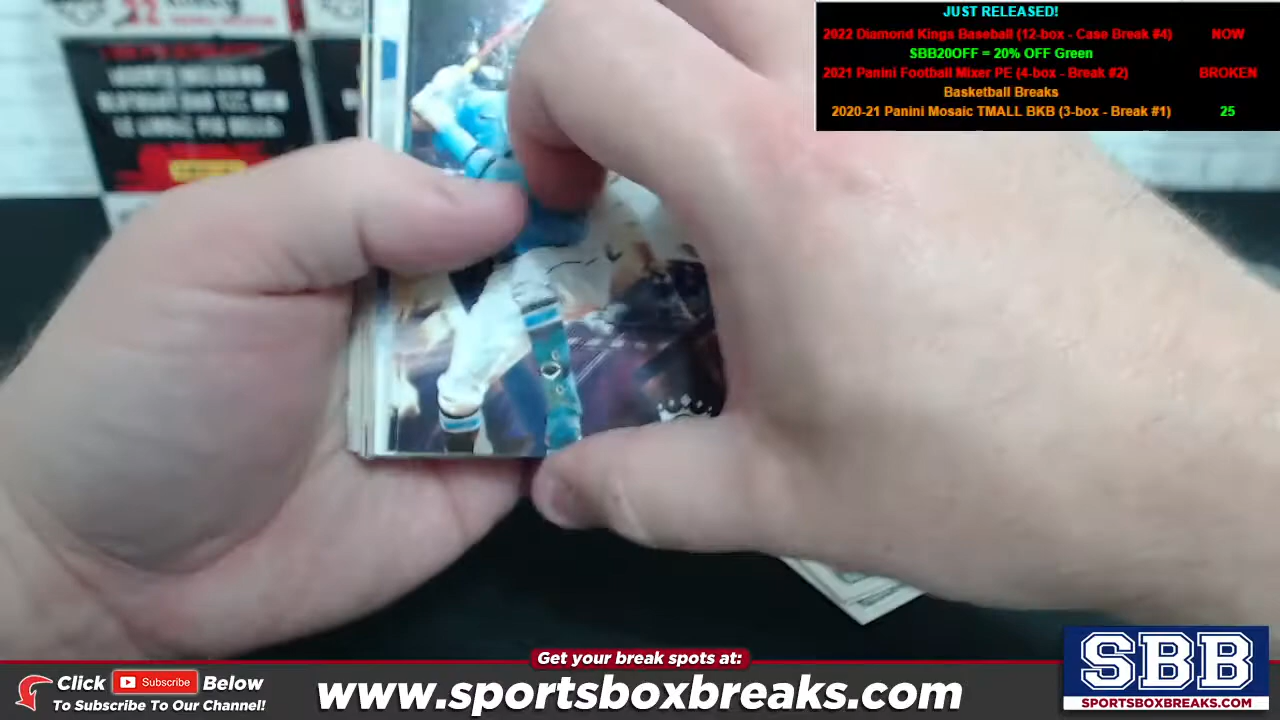 JUST RELEASED!
2022 Diamond Kings Baseball (12-box - Case Break #4) NOW
SBB20OFF = 20% OFF Green
2021 Panini Football Mixer PE (4-box - Break #2) BROKEN
Basketball Breaks
2020-21 Panini Mosaic TMALL BKB (3-box - Break #1) 25
Get your break spots at:
Click Subscribe Below
To Subscribe To Our Channel!
www.sportsboxbreaks.com
SBB
SPORTSBOXBREAKS.COM